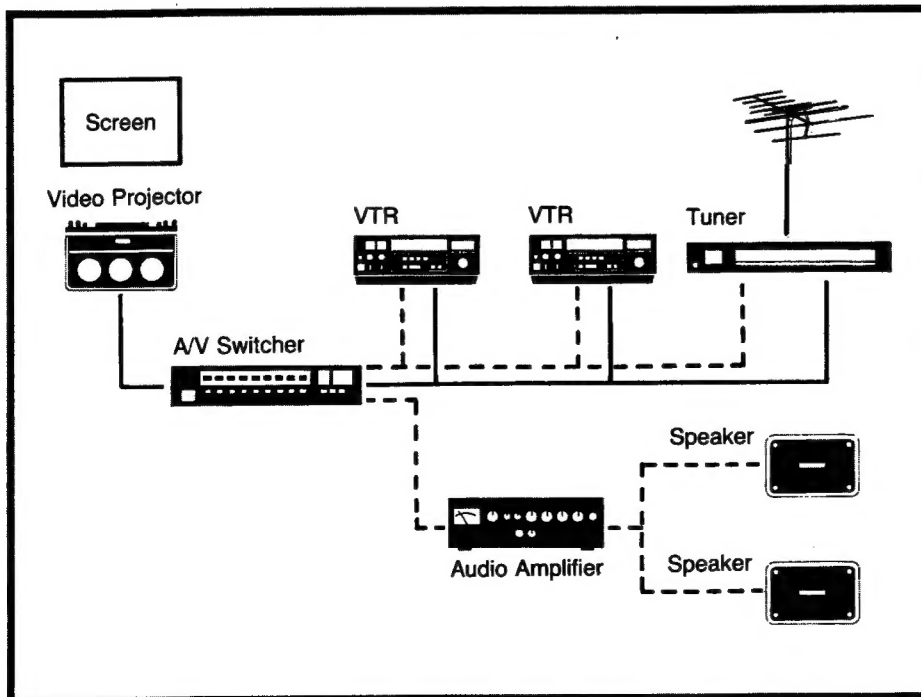 Screen
Video Projector
VTR
VTR
Tuner
A/V Switcher
Speaker
Audio Amplifier
Speaker